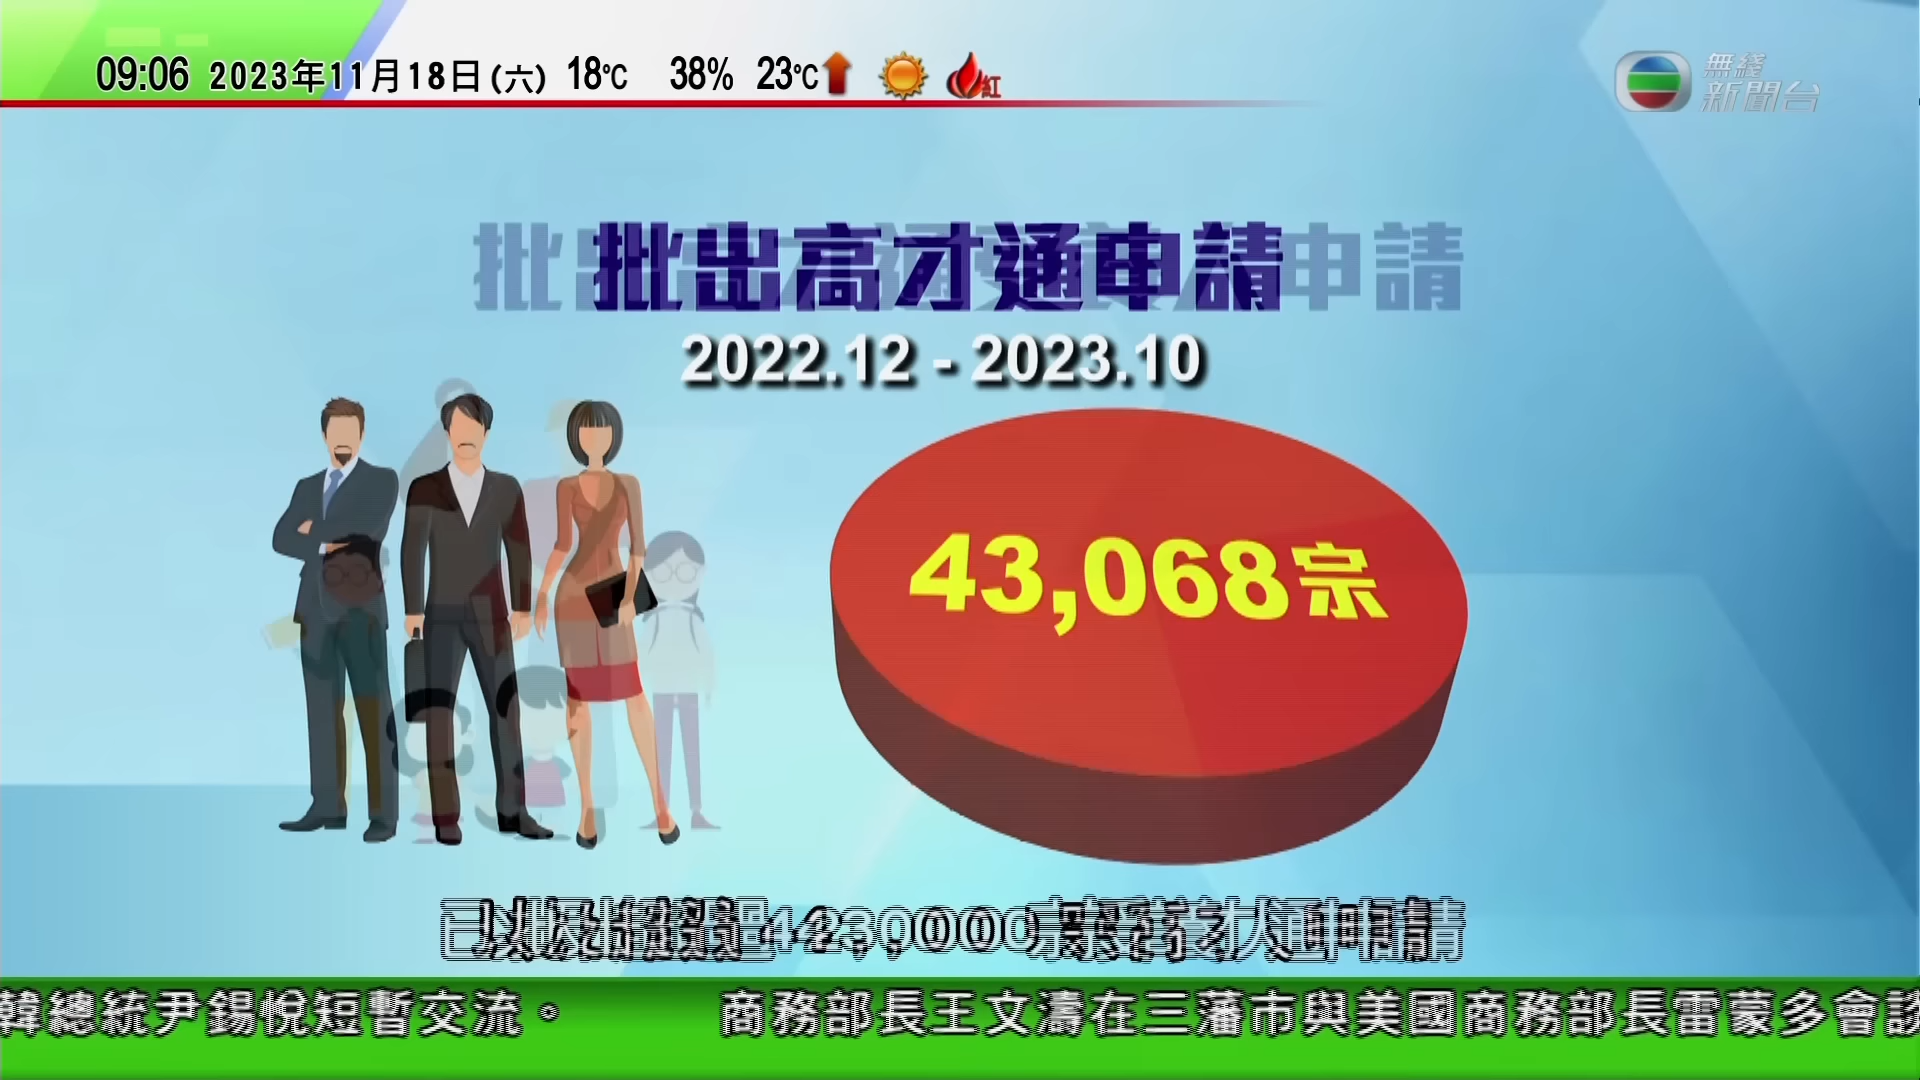 09:06 2023年11月18日(六) 18℃ 38% 23℃ 紅
無綫
新聞台
批出高才通申請
2022.12 - 2023.10
43,068宗
韓總統尹錫悅短暫交流。 商務部長王文濤在三藩市與美國商務部長雷蒙多會談